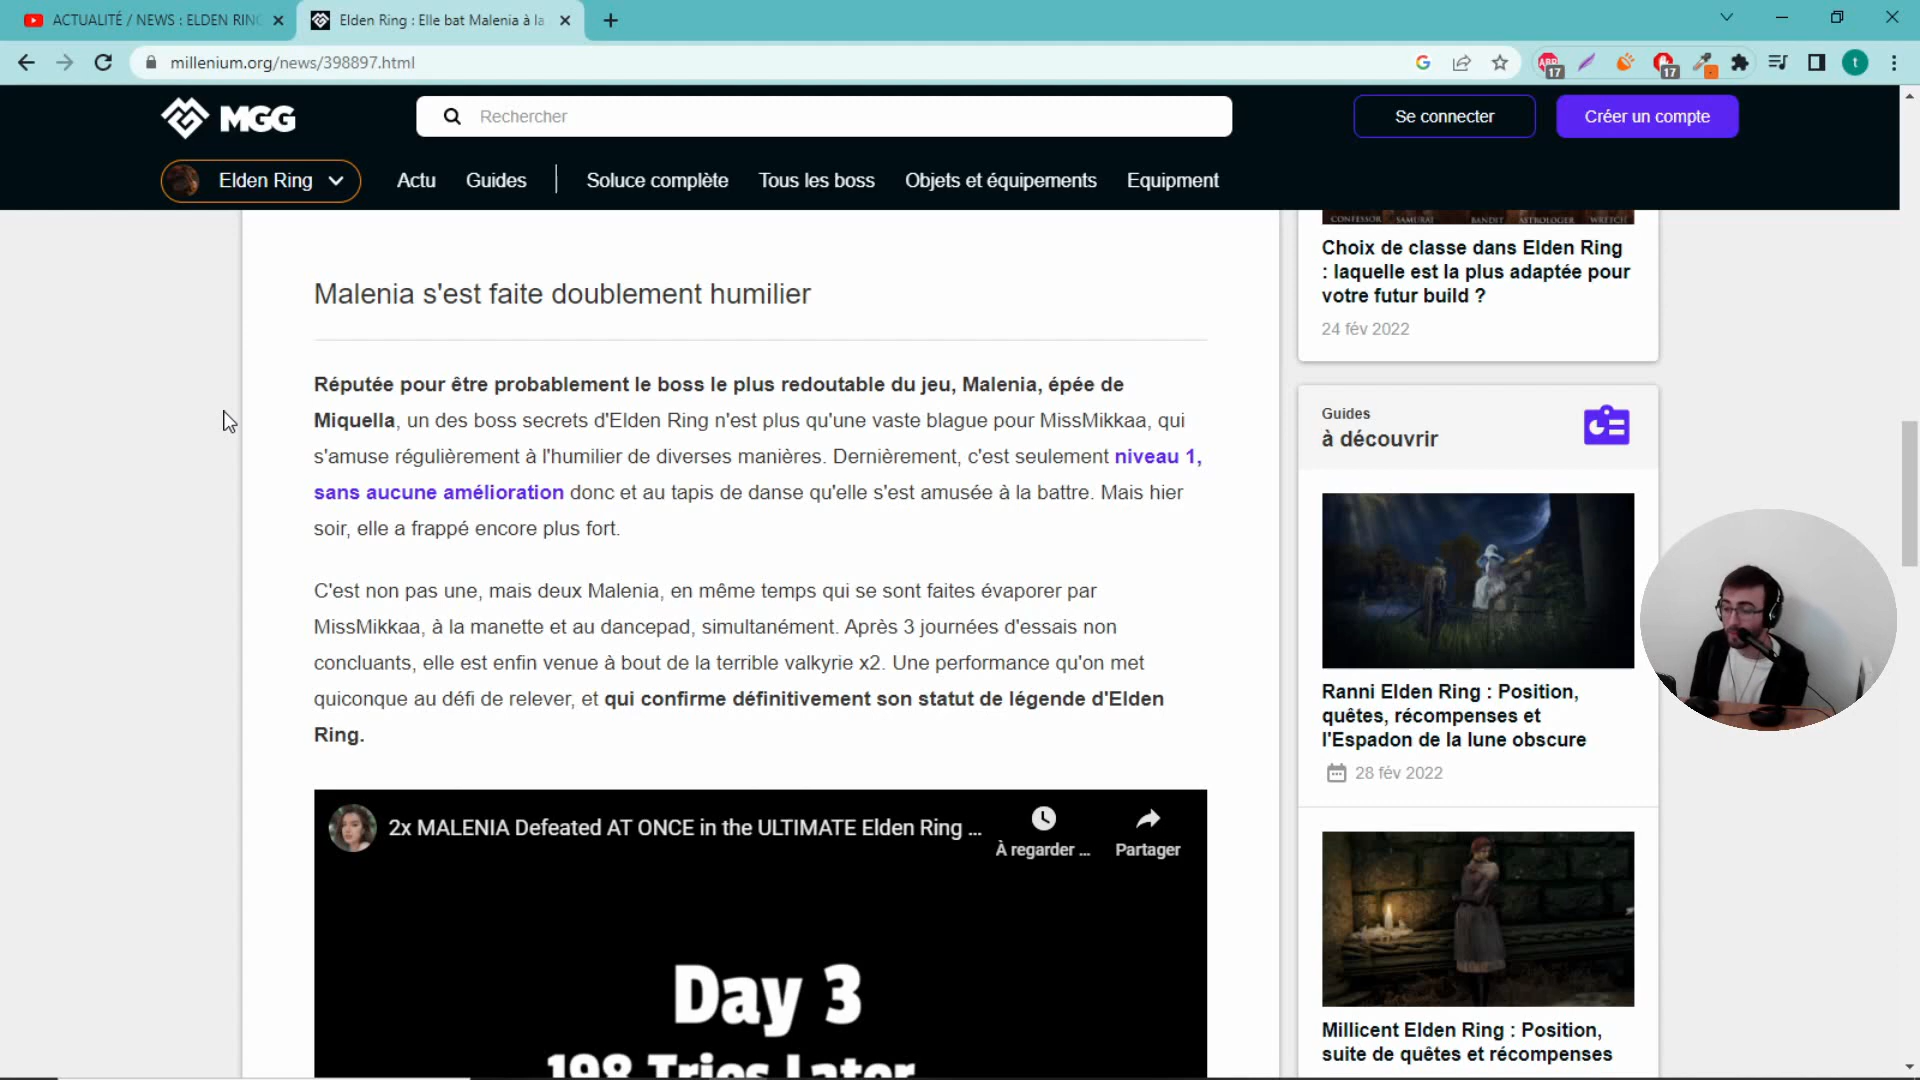 ACTUALITÉ / NEWS : ELDEN RIN
Elden Ring : Elle bat Malenia à la
millenium.org/news/398897.html
17
17
t
MGG
Rechercher
Se connecter
Créer un compte
Elden Ring
Actu
Guides
Soluce complète
Tous les boss
Objets et équipements
Equipment
Malenia s'est faite doublement humilier
Réputée pour être probablement le boss le plus redoutable du jeu, Malenia, épée de
Miquella, un des boss secrets d'Elden Ring n'est plus qu'une vaste blague pour MissMikkaa, qui
s'amuse régulièrement à l'humilier de diverses manières. Dernièrement, c'est seulement niveau 1,
sans aucune amélioration donc et au tapis de danse qu'elle s'est amusée à la battre. Mais hier
soir, elle a frappé encore plus fort.
C'est non pas une, mais deux Malenia, en même temps qui se sont faites évaporer par
MissMikkaa, à la manette et au dancepad, simultanément. Après 3 journées d'essais non
concluants, elle est enfin venue à bout de la terrible valkyrie x2. Une performance qu'on met
quiconque au défi de relever, et qui confirme définitivement son statut de légende d'Elden
Ring.
2x MALENIA Defeated AT ONCE in the ULTIMATE Elden Ring ...
À regarder ...
Partager
Day 3
198 Tries Later
CONFESSOR SAMURAI BANDIT ASTROLOGER WRETCH
Choix de classe dans Elden Ring
: laquelle est la plus adaptée pour
votre futur build ?
24 fév 2022
Guides
à découvrir
Ranni Elden Ring : Position,
quêtes, récompenses et
l'Espadon de la lune obscure
28 fév 2022
Millicent Elden Ring : Position,
suite de quêtes et récompenses